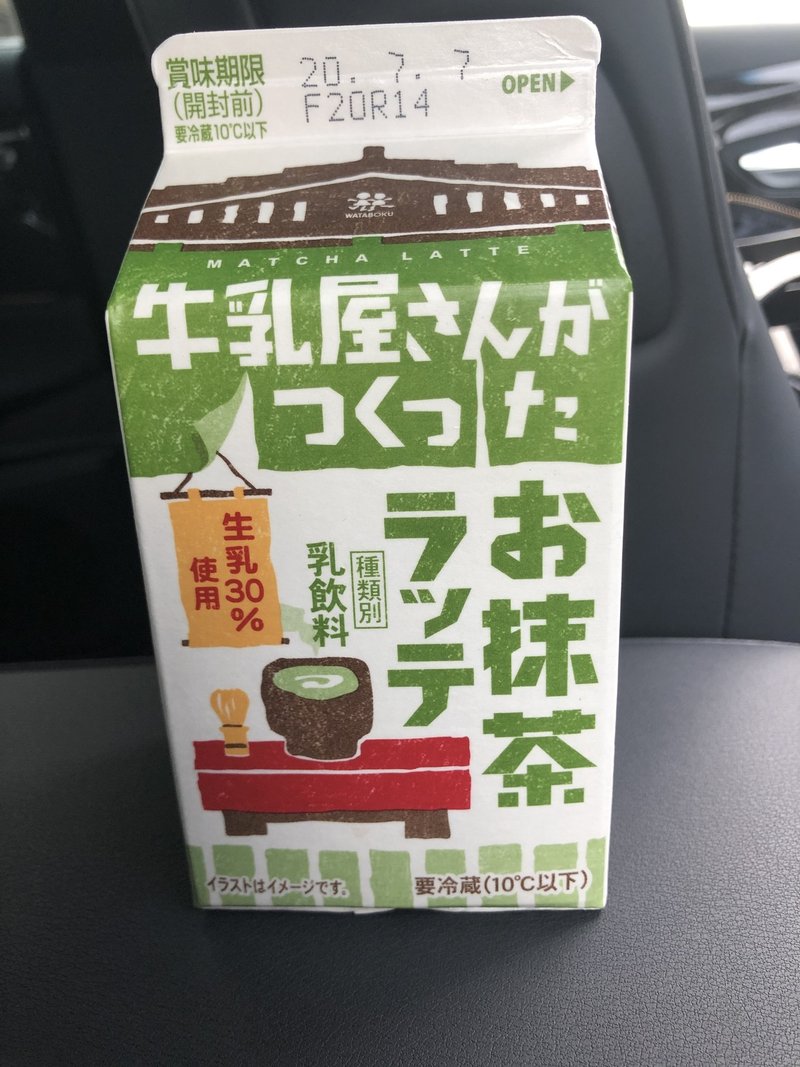 賞味期限
(開封前)
要冷蔵10℃以下
20. 7. 7
F20R14
OPEN▶
WATABOKU
MATCHA LATTE
牛乳屋さんが
つくった
お抹茶
ラッテ
種類別
乳飲料
生乳30%
使用
イラストはイメージです。
要冷蔵(10℃以下)